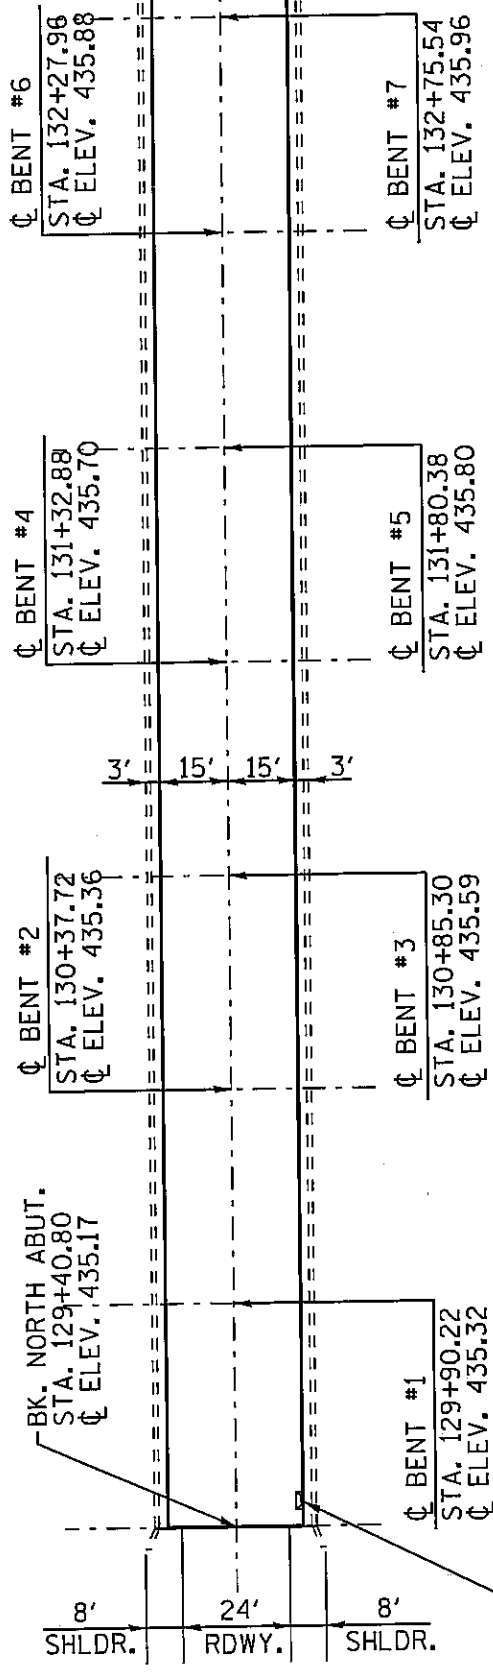 ℄ BENT #6
STA. 132+27.96
℄ ELEV. 435.88
℄ BENT #7
STA. 132+75.54
℄ ELEV. 435.96
℄ BENT #4
STA. 131+32.88
℄ ELEV. 435.70
℄ BENT #5
STA. 131+80.38
℄ ELEV. 435.80
3' 15' 15' 3'
℄ BENT #2
STA. 130+37.72
℄ ELEV. 435.36
℄ BENT #3
STA. 130+85.30
℄ ELEV. 435.59
BK. NORTH ABUT.
STA. 129+40.80
℄ ELEV. 435.17
℄ BENT #1
STA. 129+90.22
℄ ELEV. 435.32
8' 24' 8'
SHLDR. RDWY. SHLDR.